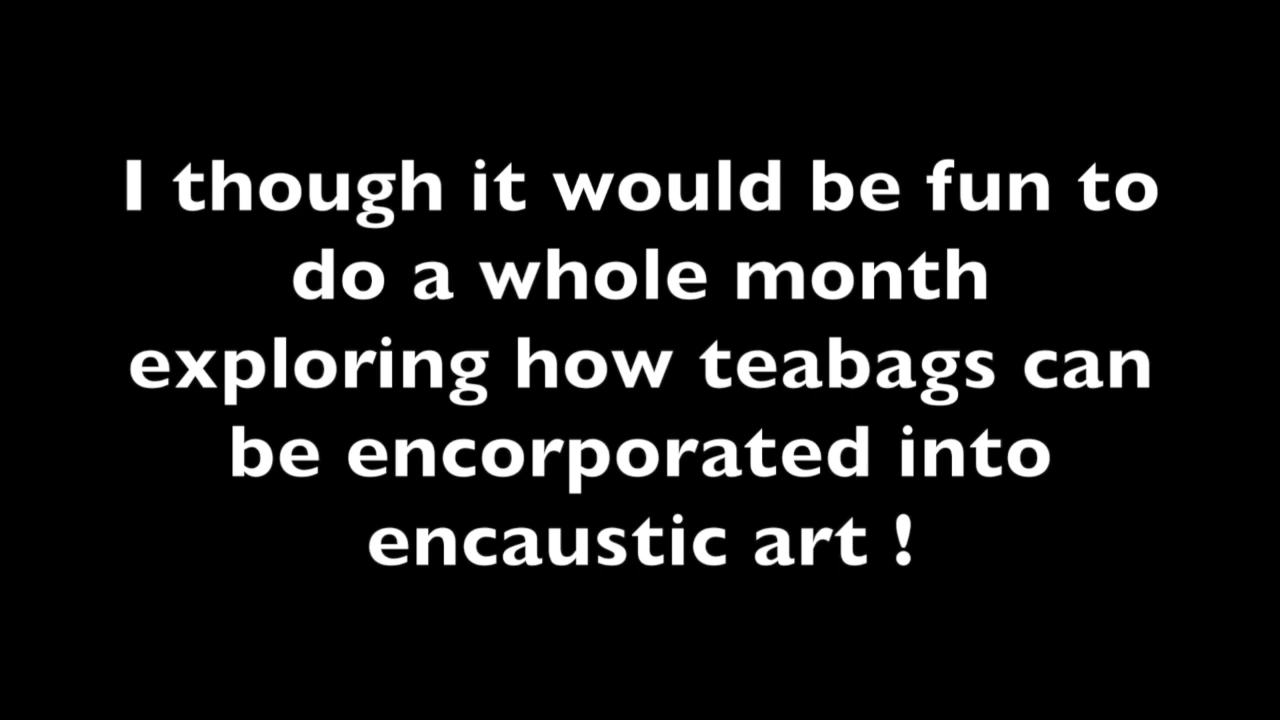 I though it would be fun to
do a whole month
exploring how teabags can
be encorporated into
encaustic art !